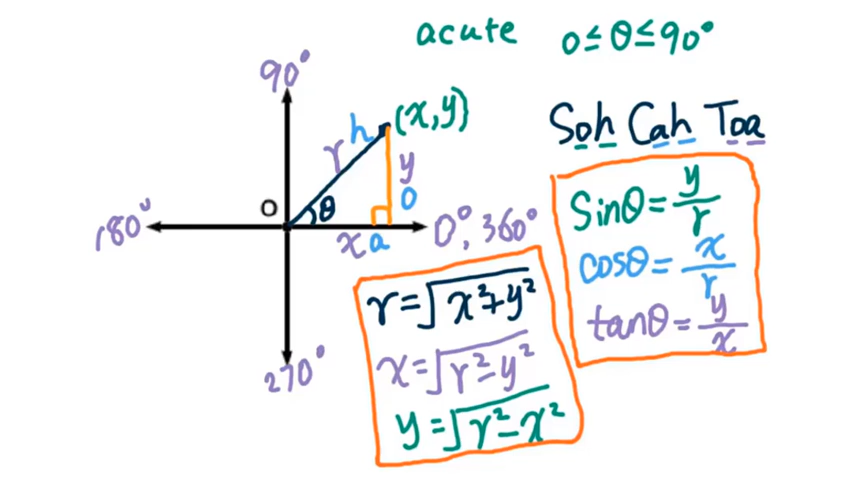 acute 0≤θ≤90°
90°
(x,y)
h
r
y
Soh Cah Toa
o
O
θ
180°
0°, 360°
x a
sinθ = y/r
cosθ = x/r
tanθ = y/x
r = √x²+y²
x = √r²-y²
y = √r²-x²
270°